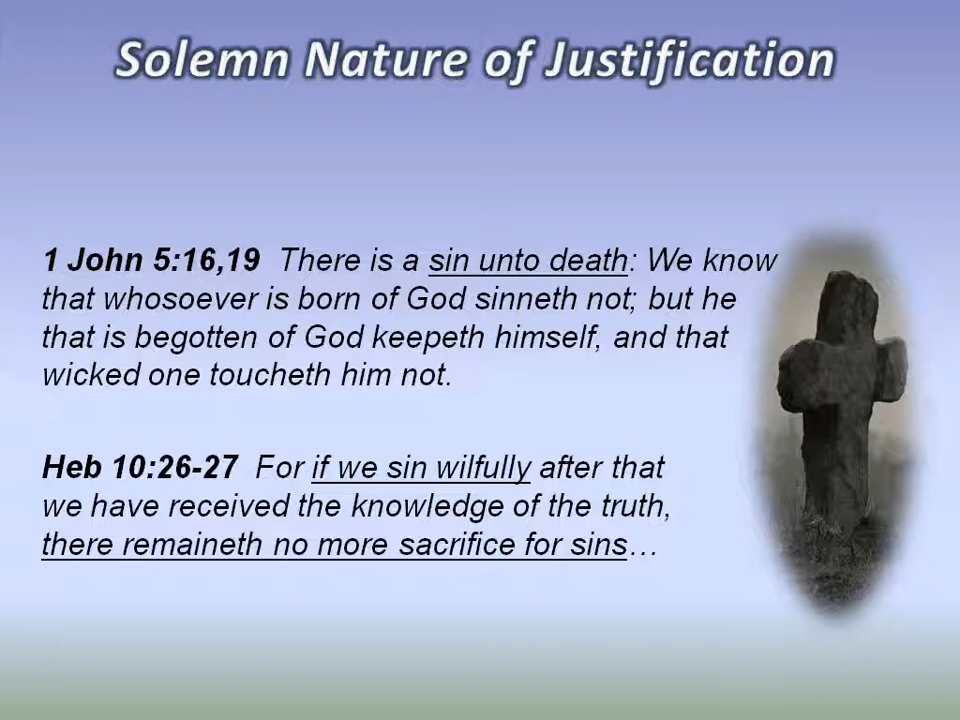 Solemn Nature of Justification
1 John 5:16,19 There is a sin unto death: We know
that whosoever is born of God sinneth not; but he
that is begotten of God keepeth himself, and that
wicked one toucheth him not.
Heb 10:26-27 For if we sin wilfully after that
we have received the knowledge of the truth,
there remaineth no more sacrifice for sins…